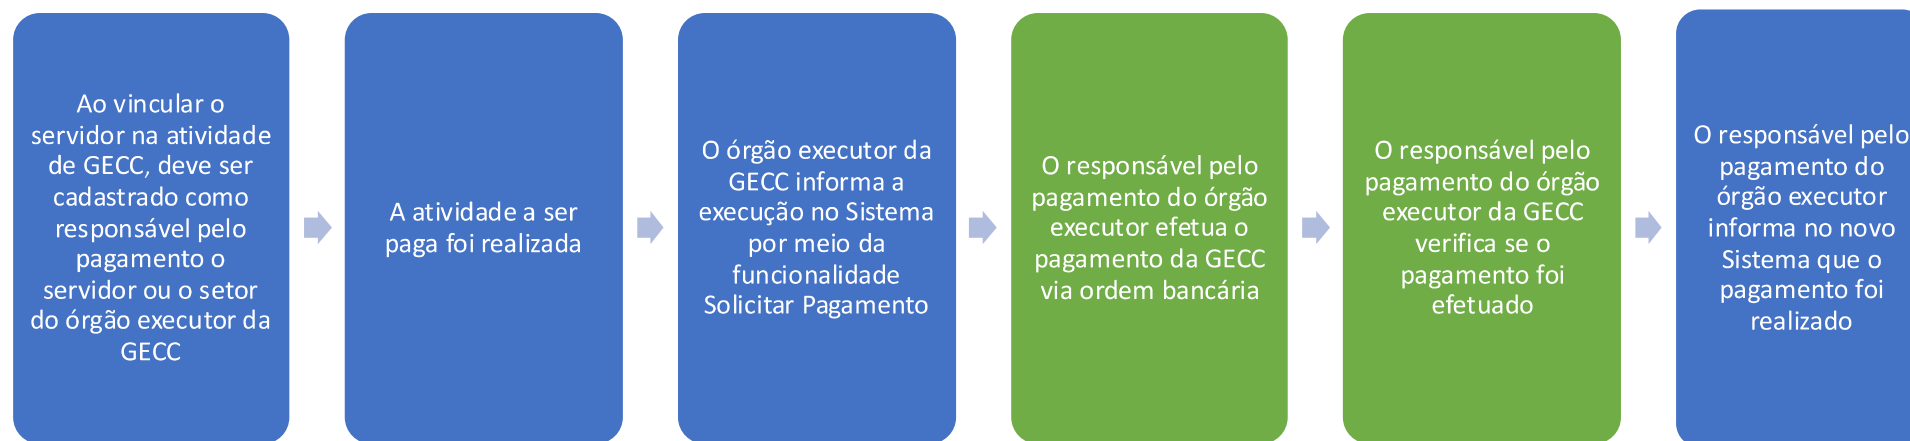 Ao vincular o
servidor na atividade
de GECC, deve ser
cadastrado como
responsável pelo
pagamento o
servidor ou o setor
do órgão executor da
GECC
A atividade a ser
paga foi realizada
O órgão executor da
GECC informa a
execução no Sistema
por meio da
funcionalidade
Solicitar Pagamento
O responsável pelo
pagamento do órgão
executor efetua o
pagamento da GECC
via ordem bancária
O responsável pelo
pagamento do órgão
executor da GECC
verifica se o
pagamento foi
efetuado
O responsável pelo
pagamento do
órgão executor
informa no novo
Sistema que o
pagamento foi
realizado